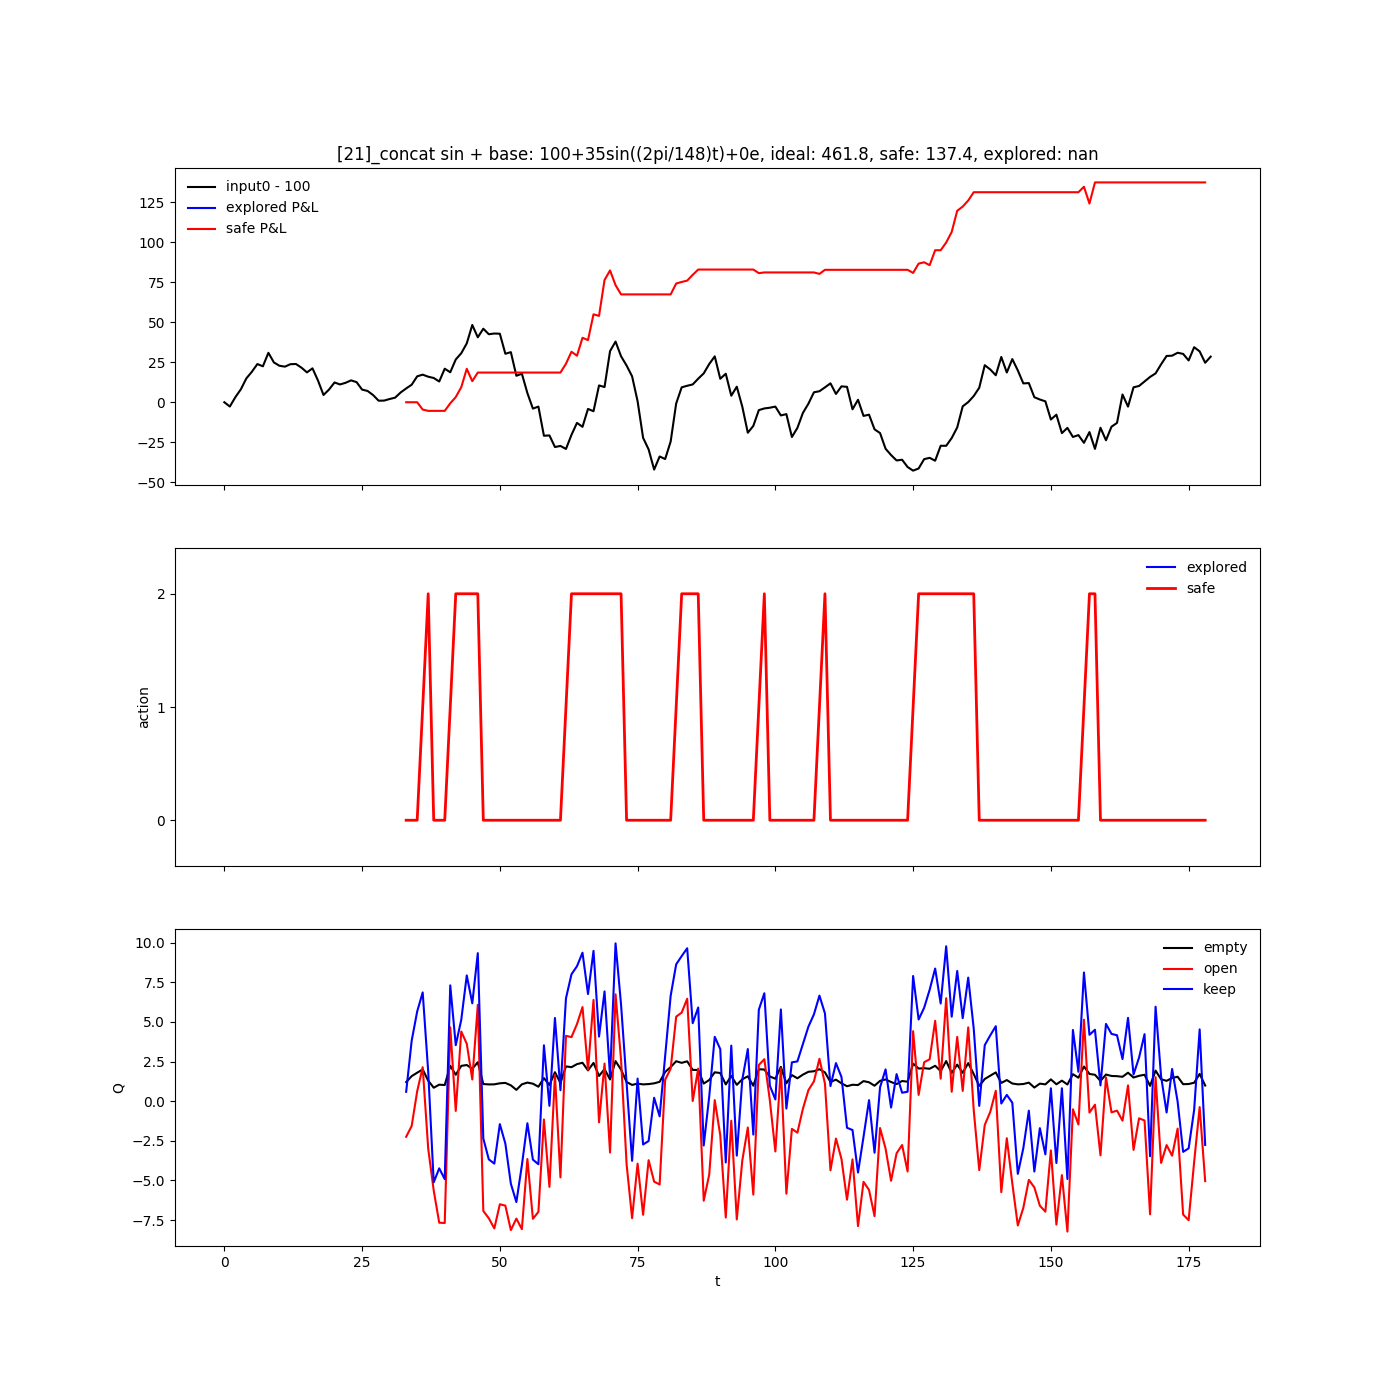 [21]_concat sin + base: 100+35sin((2pi/148)t)+0e, ideal: 461.8, safe: 137.4, explored: nan
input0 - 100
explored P&L
safe P&L
125
100
75
50
25
0
−25
−50
explored
safe
2
1
0
action
empty
open
keep
10.0
7.5
5.0
2.5
0.0
−2.5
−5.0
−7.5
Q
0 25 50 75 100 125 150 175
t